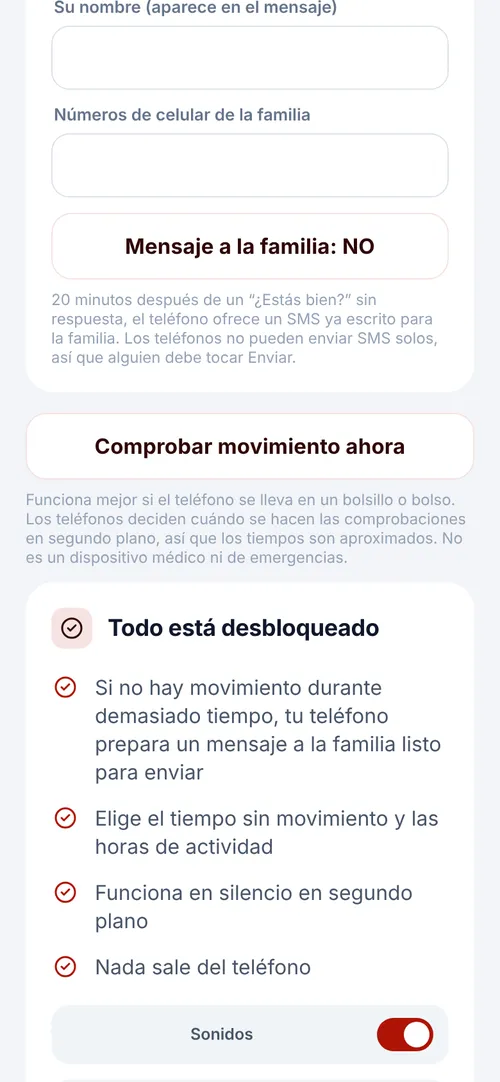 Su nombre (aparece en el mensaje)
Números de celular de la familia
Mensaje a la familia: NO
20 minutos después de un “¿Estás bien?” sin
respuesta, el teléfono ofrece un SMS ya escrito para
la familia. Los teléfonos no pueden enviar SMS solos,
así que alguien debe tocar Enviar.
Comprobar movimiento ahora
Funciona mejor si el teléfono se lleva en un bolsillo o bolso.
Los teléfonos deciden cuándo se hacen las comprobaciones
en segundo plano, así que los tiempos son aproximados. No
es un dispositivo médico ni de emergencias.
Todo está desbloqueado
Si no hay movimiento durante
demasiado tiempo, tu teléfono
prepara un mensaje a la familia listo
para enviar
Elige el tiempo sin movimiento y las
horas de actividad
Funciona en silencio en segundo
plano
Nada sale del teléfono
Sonidos